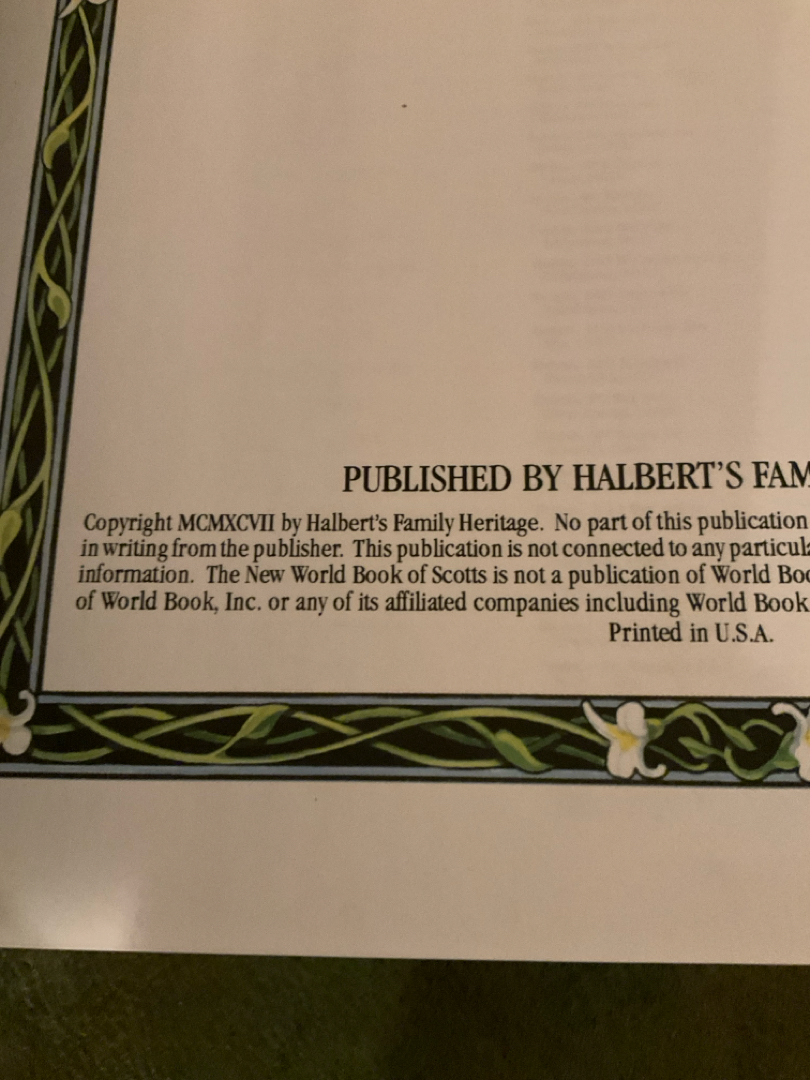 PUBLISHED BY HALBERT'S FAM
Copyright MCMXCVII by Halbert's Family Heritage. No part of this publication
in writing from the publisher. This publication is not connected to any particul
information. The New World Book of Scotts is not a publication of World Boo
of World Book, Inc. or any of its affiliated companies including World Book
Printed in U.S.A.